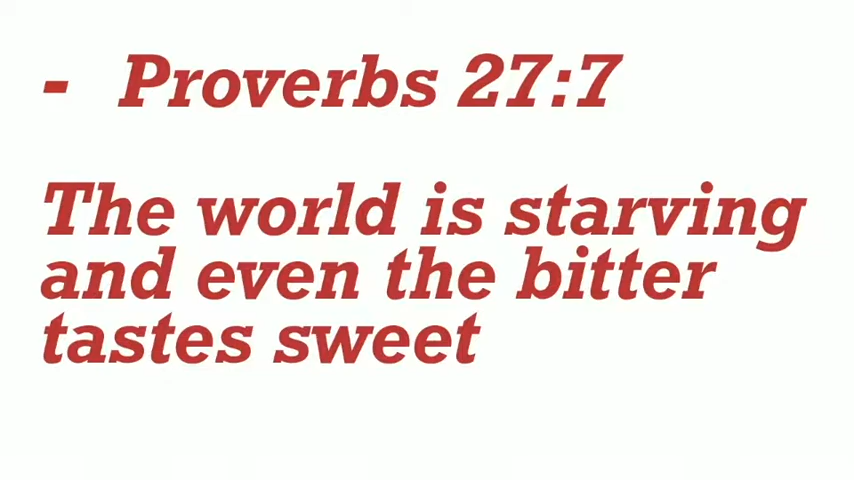 - Proverbs 27:7
The world is starving
and even the bitter
tastes sweet